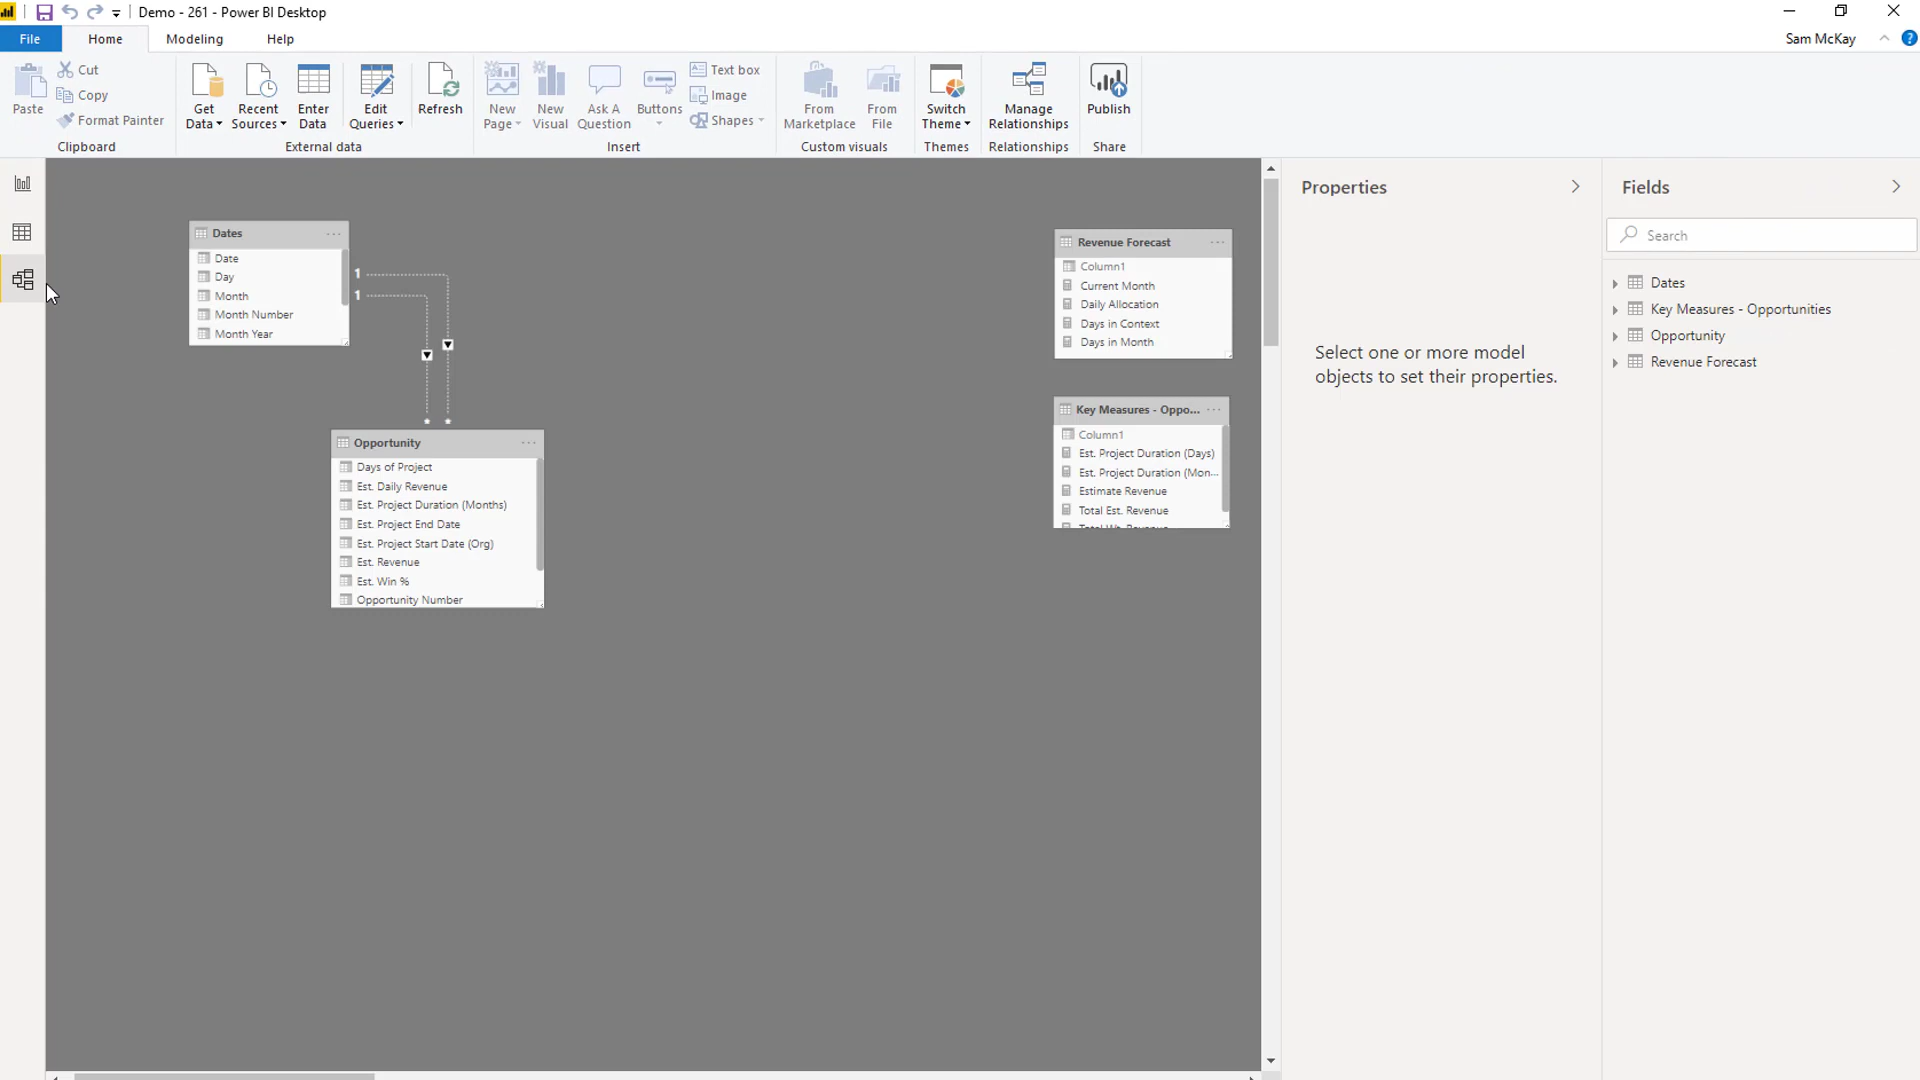 Demo - 261 - Power BI Desktop
File
Home
Modeling
Help
Sam McKay
Paste
Cut
Copy
Format Painter
Clipboard
Get Data
Recent Sources
Enter Data
Edit Queries
Refresh
External data
New Page
New Visual
Ask A Question
Buttons
Text box
Image
Shapes
Insert
From Marketplace
From File
Custom visuals
Switch Theme
Themes
Manage Relationships
Relationships
Publish
Share
Dates
Date
Day
Month
Month Number
Month Year
1
1
*
*
Opportunity
Days of Project
Est. Daily Revenue
Est. Project Duration (Months)
Est. Project End Date
Est. Project Start Date (Org)
Est. Revenue
Est. Win %
Opportunity Number
Revenue Forecast
Column1
Current Month
Daily Allocation
Days in Context
Days in Month
Key Measures - Oppo...
Column1
Est. Project Duration (Days)
Est. Project Duration (Mon...
Estimate Revenue
Total Est. Revenue
Properties
Select one or more model
objects to set their properties.
Fields
Search
Dates
Key Measures - Opportunities
Opportunity
Revenue Forecast